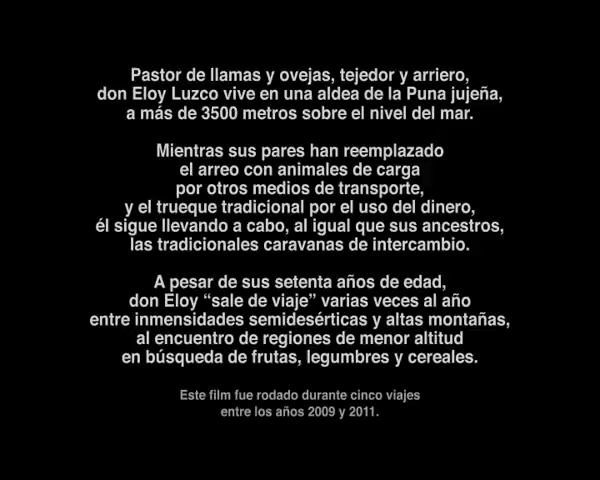 Pastor de llamas y ovejas, tejedor y arriero,
don Eloy Luzco vive en una aldea de la Puna jujeña,
a más de 3500 metros sobre el nivel del mar.
Mientras sus pares han reemplazado
el arreo con animales de carga
por otros medios de transporte,
y el trueque tradicional por el uso del dinero,
él sigue llevando a cabo, al igual que sus ancestros,
las tradicionales caravanas de intercambio.
A pesar de sus setenta años de edad,
don Eloy “sale de viaje” varias veces al año
entre inmensidades semidesérticas y altas montañas,
al encuentro de regiones de menor altitud
en búsqueda de frutas, legumbres y cereales.
Este film fue rodado durante cinco viajes
entre los años 2009 y 2011.